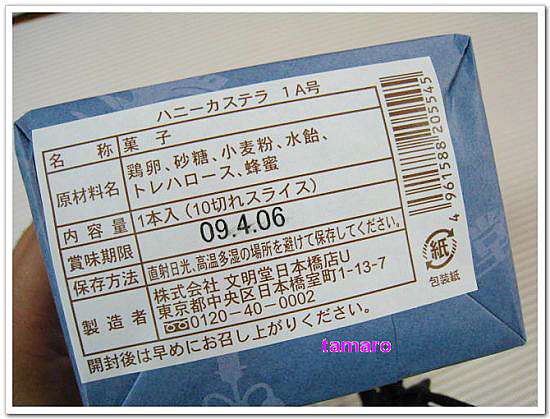 ハニーカステラ 1A号
名称 菓子
原材料名 鶏卵、砂糖、小麦粉、水飴、
トレハロース、蜂蜜
内容量 1本入(10切れスライス)
賞味期限 09.4.06
保存方法 直射日光、高温多湿の場所を避けて保存してください。
製造者 株式会社 文明堂日本橋店U
東京都中央区日本橋室町1-13-7
0120-40-0002
開封後は早めにお召し上がりください。
4961588205545
紙
包装紙
tamaro